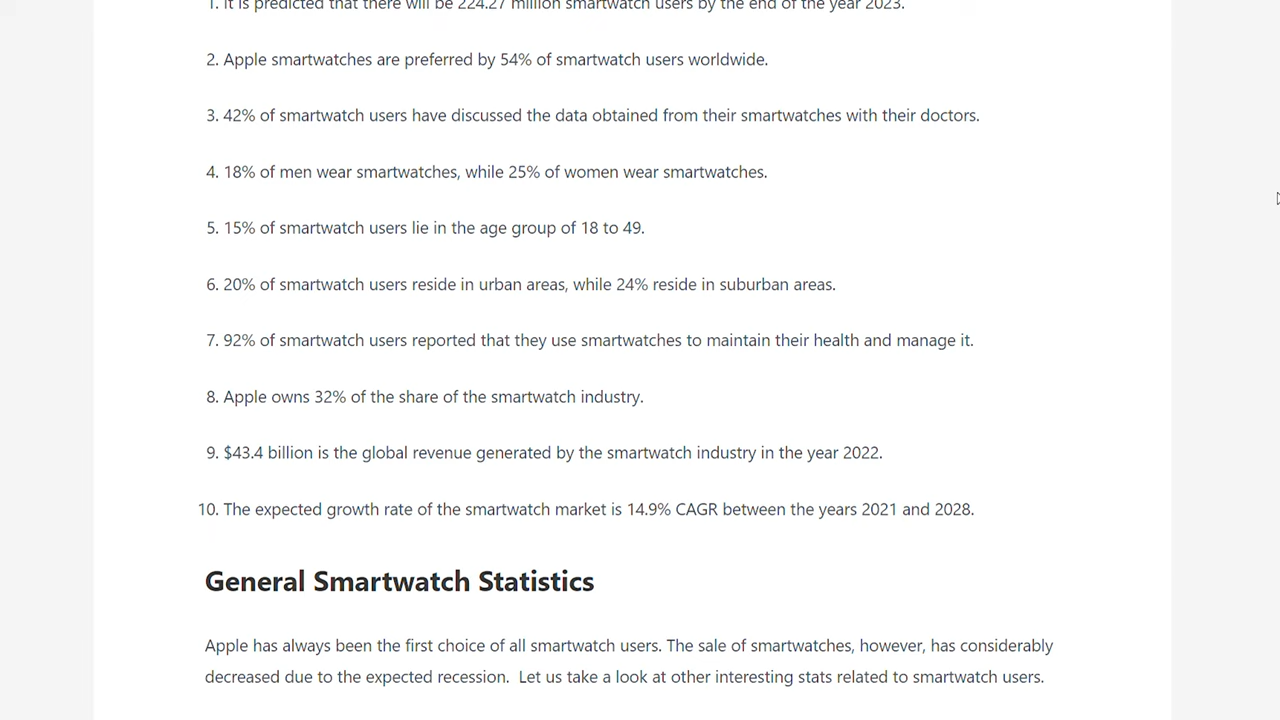 1. It is predicted that there will be 224.27 million smartwatch users by the end of the year 2023.
2. Apple smartwatches are preferred by 54% of smartwatch users worldwide.
3. 42% of smartwatch users have discussed the data obtained from their smartwatches with their doctors.
4. 18% of men wear smartwatches, while 25% of women wear smartwatches.
5. 15% of smartwatch users lie in the age group of 18 to 49.
6. 20% of smartwatch users reside in urban areas, while 24% reside in suburban areas.
7. 92% of smartwatch users reported that they use smartwatches to maintain their health and manage it.
8. Apple owns 32% of the share of the smartwatch industry.
9. $43.4 billion is the global revenue generated by the smartwatch industry in the year 2022.
10. The expected growth rate of the smartwatch market is 14.9% CAGR between the years 2021 and 2028.
General Smartwatch Statistics
Apple has always been the first choice of all smartwatch users. The sale of smartwatches, however, has considerably
decreased due to the expected recession. Let us take a look at other interesting stats related to smartwatch users.